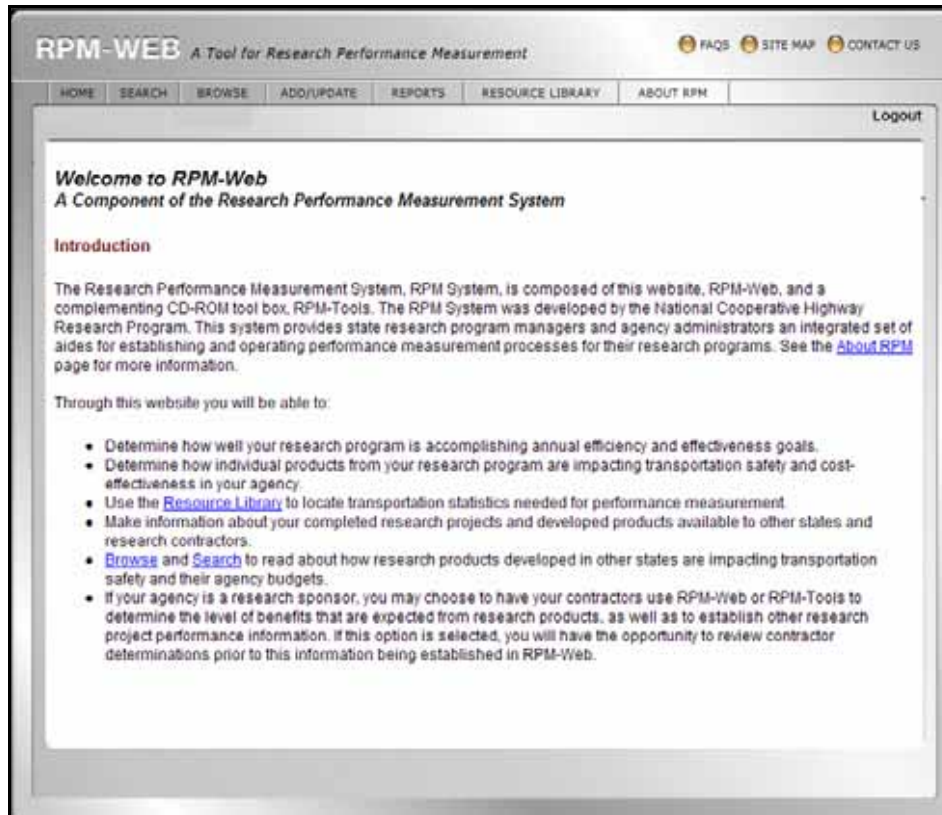 RPM-WEB A Tool for Research Performance Measurement
FAQS SITE MAP CONTACT US
HOME SEARCH BROWSE ADD/UPDATE REPORTS RESOURCE LIBRARY ABOUT RPM
Logout
Welcome to RPM-Web
A Component of the Research Performance Measurement System
Introduction
The Research Performance Measurement System, RPM System, is composed of this website, RPM-Web, and a
complementing CD-ROM tool box, RPM-Tools. The RPM System was developed by the National Cooperative Highway
Research Program. This system provides state research program managers and agency administrators an integrated set of
aides for establishing and operating performance measurement processes for their research programs. See the About RPM
page for more information.
Through this website you will be able to:
• Determine how well your research program is accomplishing annual efficiency and effectiveness goals.
• Determine how individual products from your research program are impacting transportation safety and cost-
effectiveness in your agency.
• Use the Resource Library to locate transportation statistics needed for performance measurement.
• Make information about your completed research projects and developed products available to other states and
research contractors.
• Browse and Search to read about how research products developed in other states are impacting transportation
safety and their agency budgets.
• If your agency is a research sponsor, you may choose to have your contractors use RPM-Web or RPM-Tools to
determine the level of benefits that are expected from research products, as well as to establish other research
project performance information. If this option is selected, you will have the opportunity to review contractor
determinations prior to this information being established in RPM-Web.